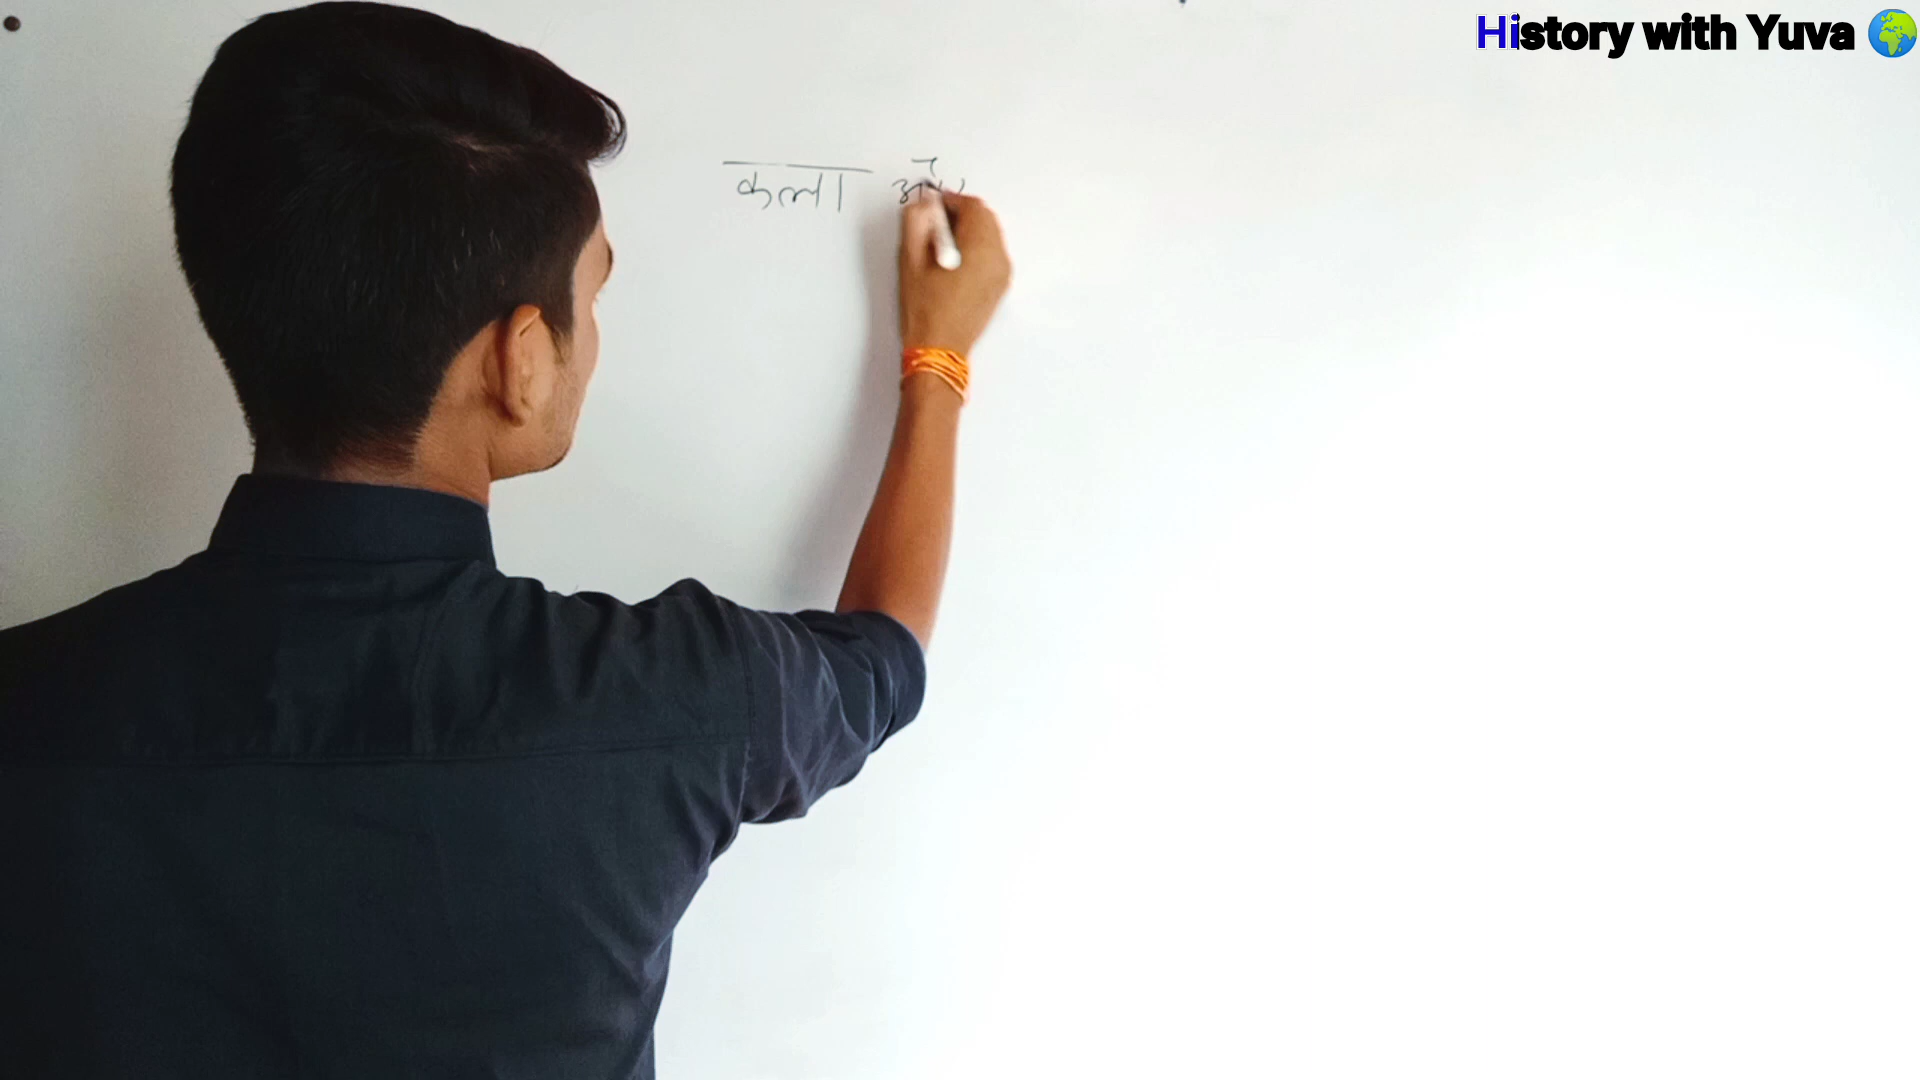 History with Yuva
कला